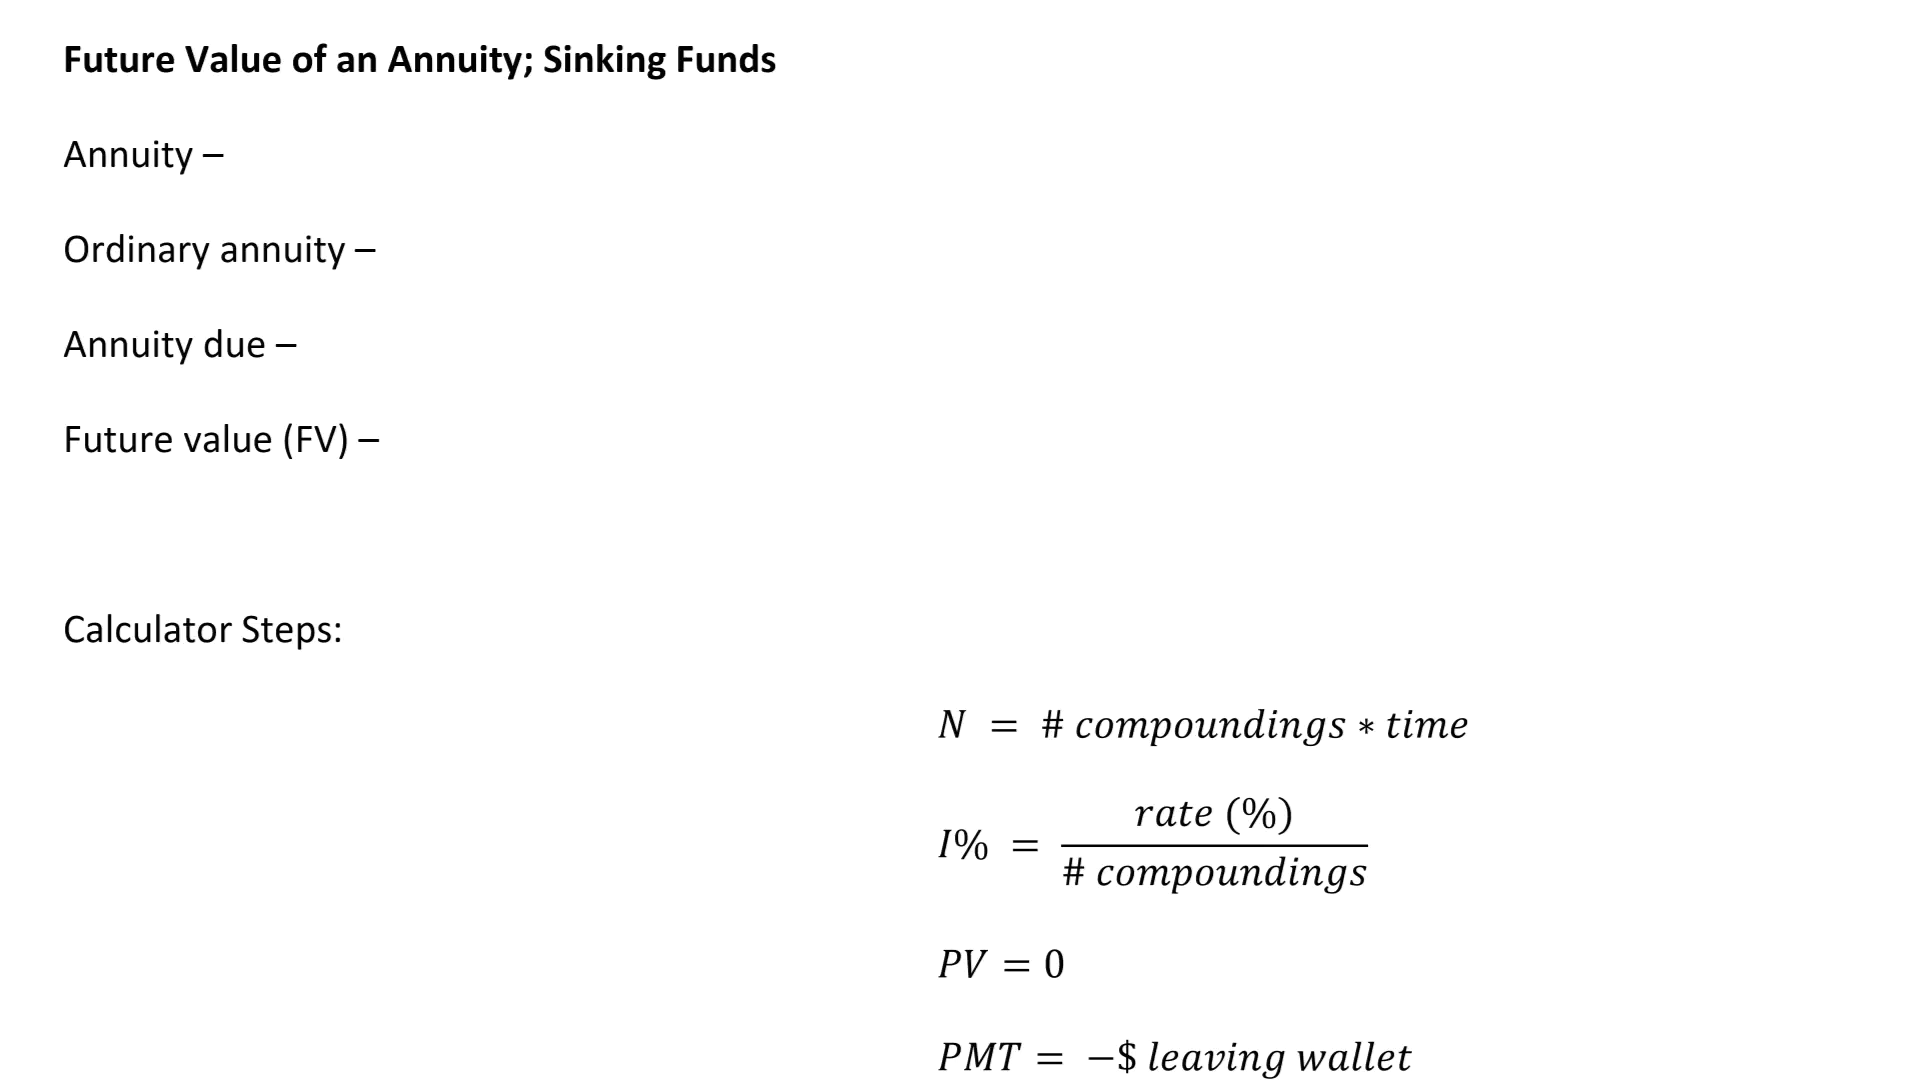 Future Value of an Annuity; Sinking Funds
Annuity –
Ordinary annuity –
Annuity due –
Future value (FV) –
Calculator Steps:
N = # compoundings ∗ time
I% = rate (%)
# compoundings
PV = 0
PMT = −$ leaving wallet